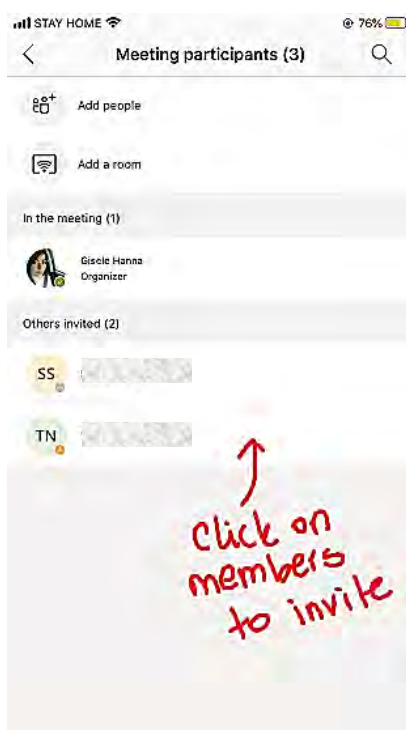 STAY HOME
76%
Meeting participants (3)
Add people
Add a room
In the meeting (1)
Gisele Hanna
Organizer
Others invited (2)
SS
TN
click on
members
to invite